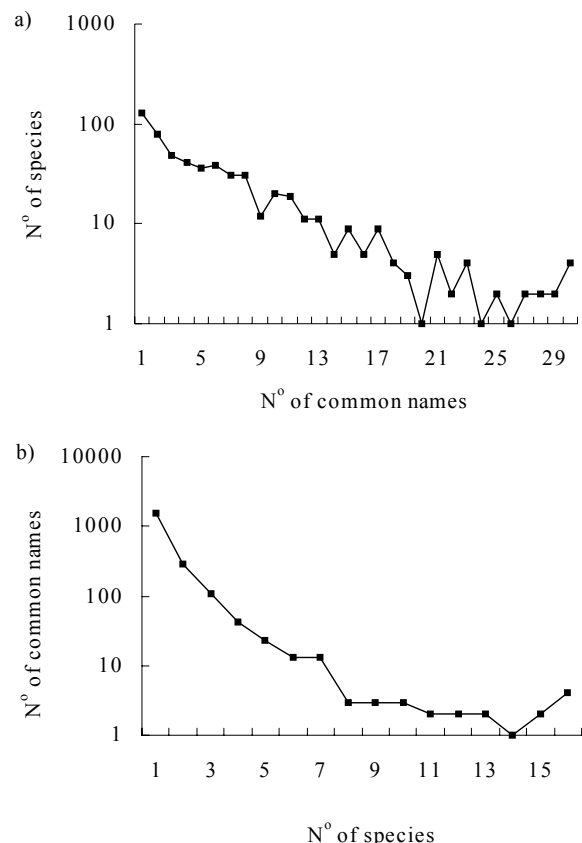 a)
1000
100
10
1
N° of species
1 5 9 13 17 21 25 29
N° of common names
b)
10000
1000
100
10
1
N° of common names
1 3 5 7 9 11 13 15
N° of species